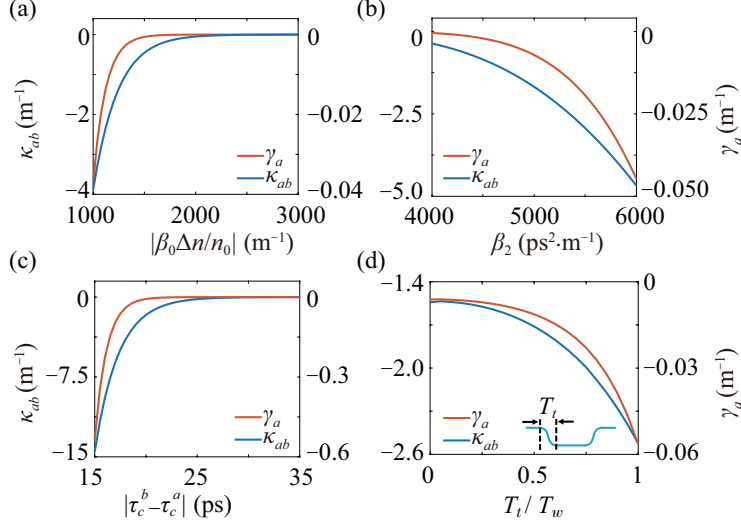 (a)
0
−2
−4
κab (m⁻¹)
0
−0.02
−0.04
γa
κab
1000
2000
3000
|β0Δn/n0| (m⁻¹)
(b)
0
−2.5
−5.0
0
−0.025
−0.050
γa (m⁻¹)
γa
κab
4000
5000
6000
β2 (ps²·m⁻¹)
(c)
0
−7.5
−15
κab (m⁻¹)
0
−0.3
−0.6
γa
κab
15
25
35
|τcᵇ−τcᵃ| (ps)
(d)
−1.4
−2.0
−2.6
0
−0.03
−0.06
γa (m⁻¹)
γa
κab
Tt
0
0.5
1
Tt / Tw